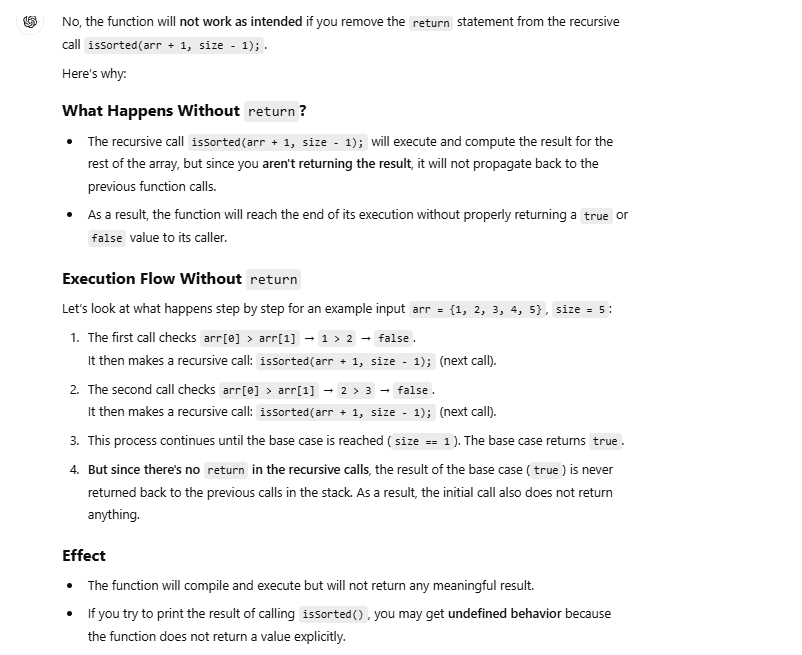 No, the function will not work as intended if you remove the return statement from the recursive
call isSorted(arr + 1, size - 1); .
Here's why:
What Happens Without return ?
• The recursive call isSorted(arr + 1, size - 1); will execute and compute the result for the
rest of the array, but since you aren't returning the result, it will not propagate back to the
previous function calls.
• As a result, the function will reach the end of its execution without properly returning a true or
false value to its caller.
Execution Flow Without return
Let's look at what happens step by step for an example input arr = {1, 2, 3, 4, 5} , size = 5 :
1. The first call checks arr[0] > arr[1] → 1 > 2 → false .
It then makes a recursive call: isSorted(arr + 1, size - 1); (next call).
2. The second call checks arr[0] > arr[1] → 2 > 3 → false .
It then makes a recursive call: isSorted(arr + 1, size - 1); (next call).
3. This process continues until the base case is reached ( size == 1 ). The base case returns true .
4. But since there's no return in the recursive calls, the result of the base case ( true ) is never
returned back to the previous calls in the stack. As a result, the initial call also does not return
anything.
Effect
• The function will compile and execute but will not return any meaningful result.
• If you try to print the result of calling isSorted() , you may get undefined behavior because
the function does not return a value explicitly.